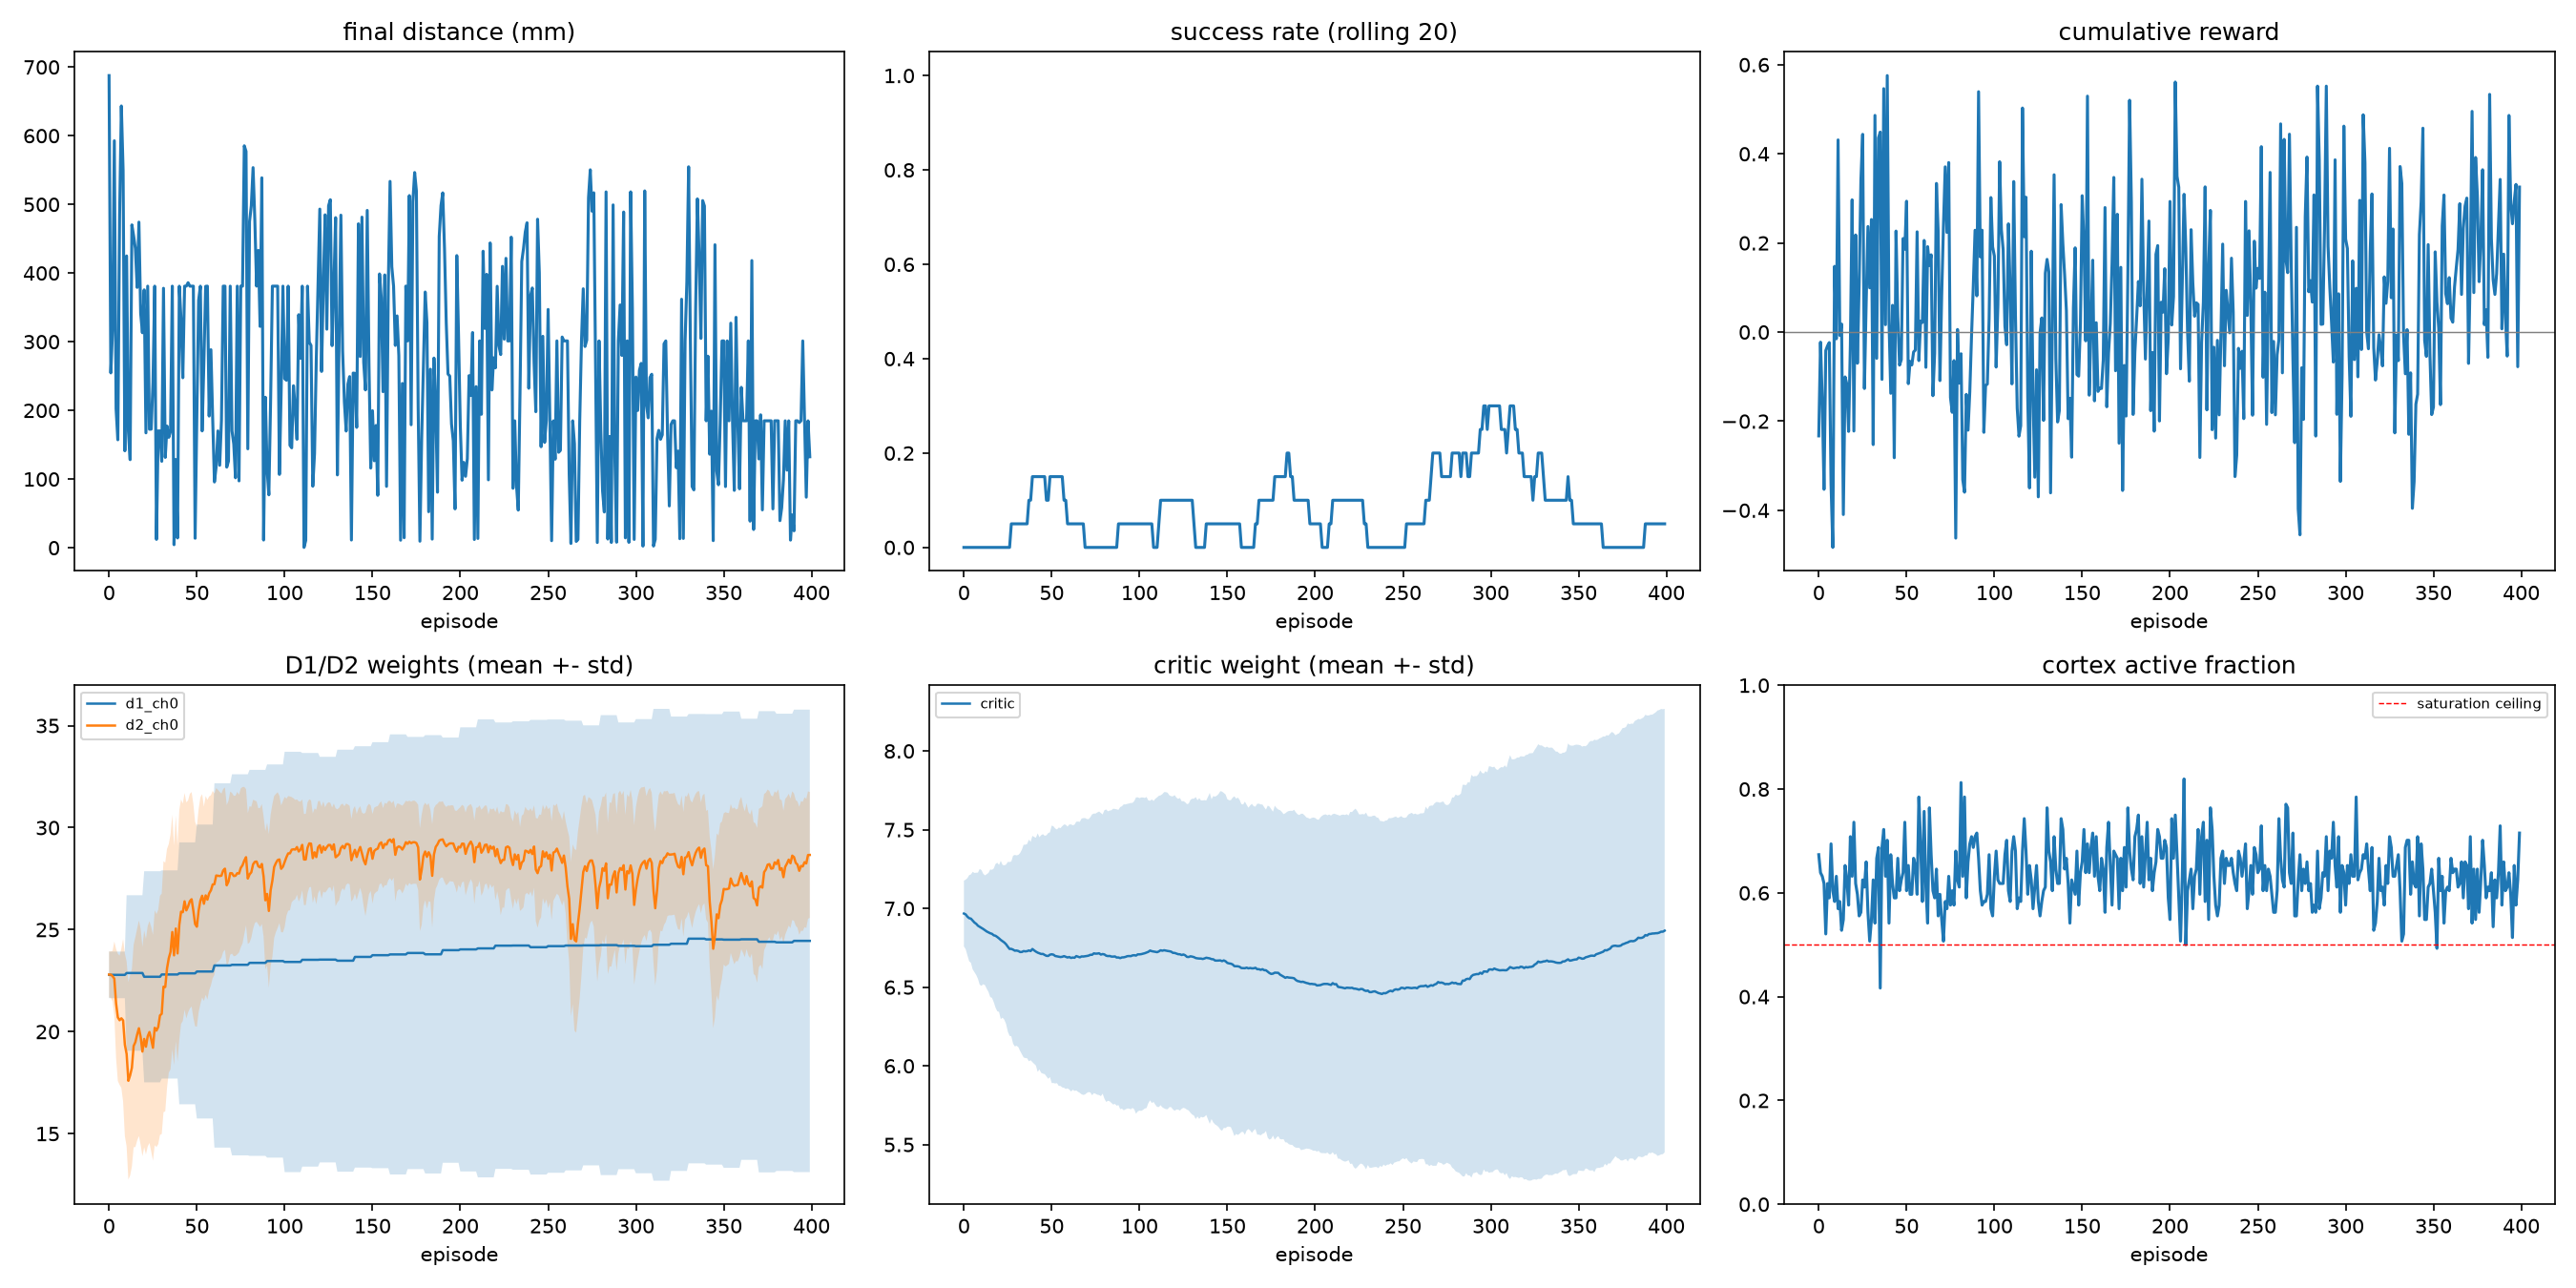 final distance (mm)
700
600
500
400
300
200
100
0
0 50 100 150 200 250 300 350 400
episode
success rate (rolling 20)
1.0
0.8
0.6
0.4
0.2
0.0
0 50 100 150 200 250 300 350 400
episode
cumulative reward
0.6
0.4
0.2
0.0
−0.2
−0.4
0 50 100 150 200 250 300 350 400
episode
D1/D2 weights (mean +- std)
d1_ch0
d2_ch0
35
30
25
20
15
0 50 100 150 200 250 300 350 400
episode
critic weight (mean +- std)
critic
8.0
7.5
7.0
6.5
6.0
5.5
0 50 100 150 200 250 300 350 400
episode
cortex active fraction
saturation ceiling
1.0
0.8
0.6
0.4
0.2
0.0
0 50 100 150 200 250 300 350 400
episode